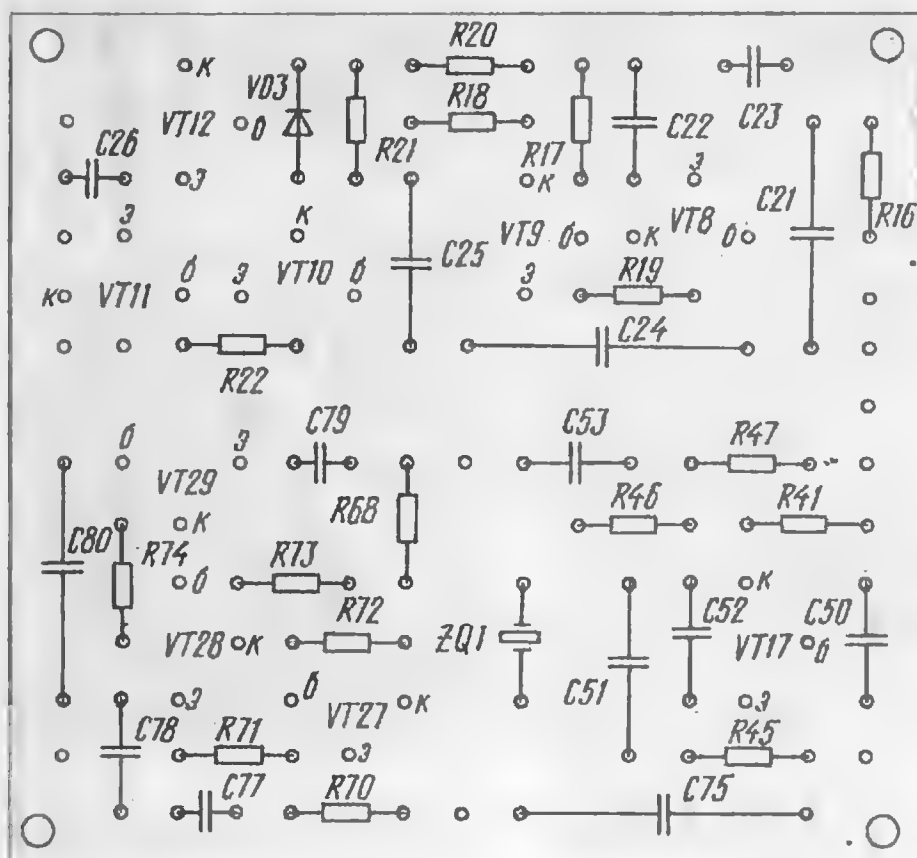 R20
к
VD3
R18
C23
VT12
б
C26
R21
R17
C22
э
к
э
C21
R16
э
к
C25
VT9
б
к
VT8
б
к
VT11
б
э
VT10
б
э
R19
C24
R22
C79
C53
R47
б
э
VT29
к
R68
R46
R41
C80
R74
б
R73
к
C52
C50
R72
VT28
к
ZQ1
VT17
б
э
б
VT27
к
C51
э
C78
R71
э
R45
C77
R70
C75